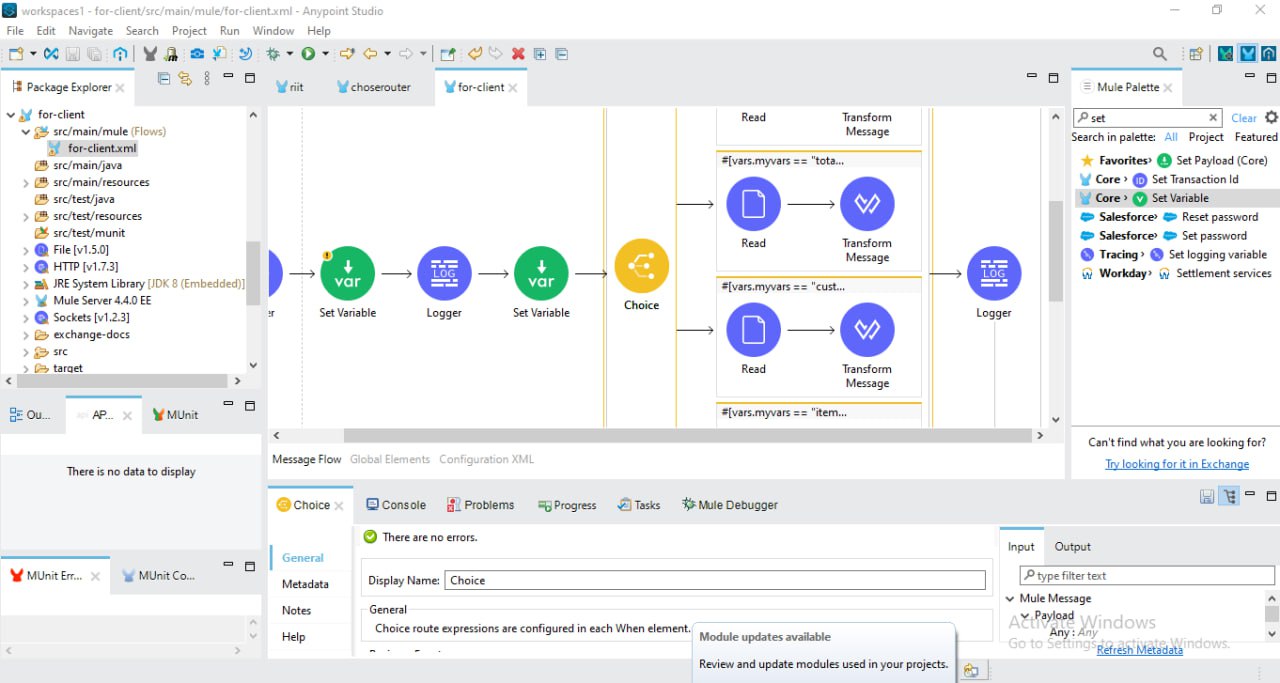 workspaces1 - for-client/src/main/mule/for-client.xml - Anypoint Studio
File Edit Navigate Search Project Run Window Help
Package Explorer
for-client
src/main/mule (Flows)
for-client.xml
src/main/java
src/main/resources
src/test/java
src/test/resources
src/test/munit
File [v1.5.0]
HTTP [v1.7.3]
JRE System Library [JDK 8 (Embedded)]
Mule Server 4.4.0 EE
Sockets [v1.2.3]
exchange-docs
src
target
Ou...
AP...
MUnit
There is no data to display
MUnit Err...
MUnit Co...
riit
choserouter
for-client
Read
Transform
Message
#[vars.myvars == "tota...
Read
Transform
Message
#[vars.myvars == "cust...
Read
Transform
Message
#[vars.myvars == "item...
er
var
Set Variable
LOG
Logger
var
Set Variable
Choice
LOG
Logger
Message Flow Global Elements Configuration XML
Mule Palette
set
Clear
Search in palette: All Project Featured
Favorites> Set Payload (Core)
Core > ID Set Transaction Id
Core > Set Variable
Salesforce> Reset password
Salesforce> Set password
Tracing > Set logging variable
Workday> Settlement services
Can't find what you are looking for?
Try looking for it in Exchange
Choice
Console
Problems
Progress
Tasks
Mule Debugger
There are no errors.
General
Metadata
Notes
Help
Display Name: Choice
General
Choice route expressions are configured in each When element.
Module updates available
Review and update modules used in your projects.
Input
Output
type filter text
Mule Message
Payload
Any : Any
Refresh Metadata
Activate Windows
Go to Settings to activate Windows.